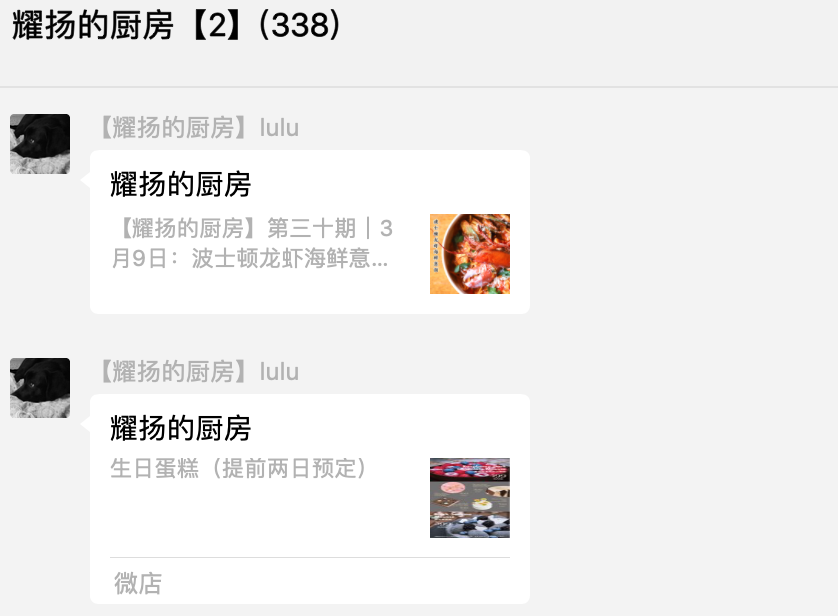 耀扬的厨房【2】(338)
【耀扬的厨房】lulu
耀扬的厨房
【耀扬的厨房】第三十期｜3
月9日：波士顿龙虾海鲜意...
【耀扬的厨房】lulu
耀扬的厨房
生日蛋糕（提前两日预定）
微店